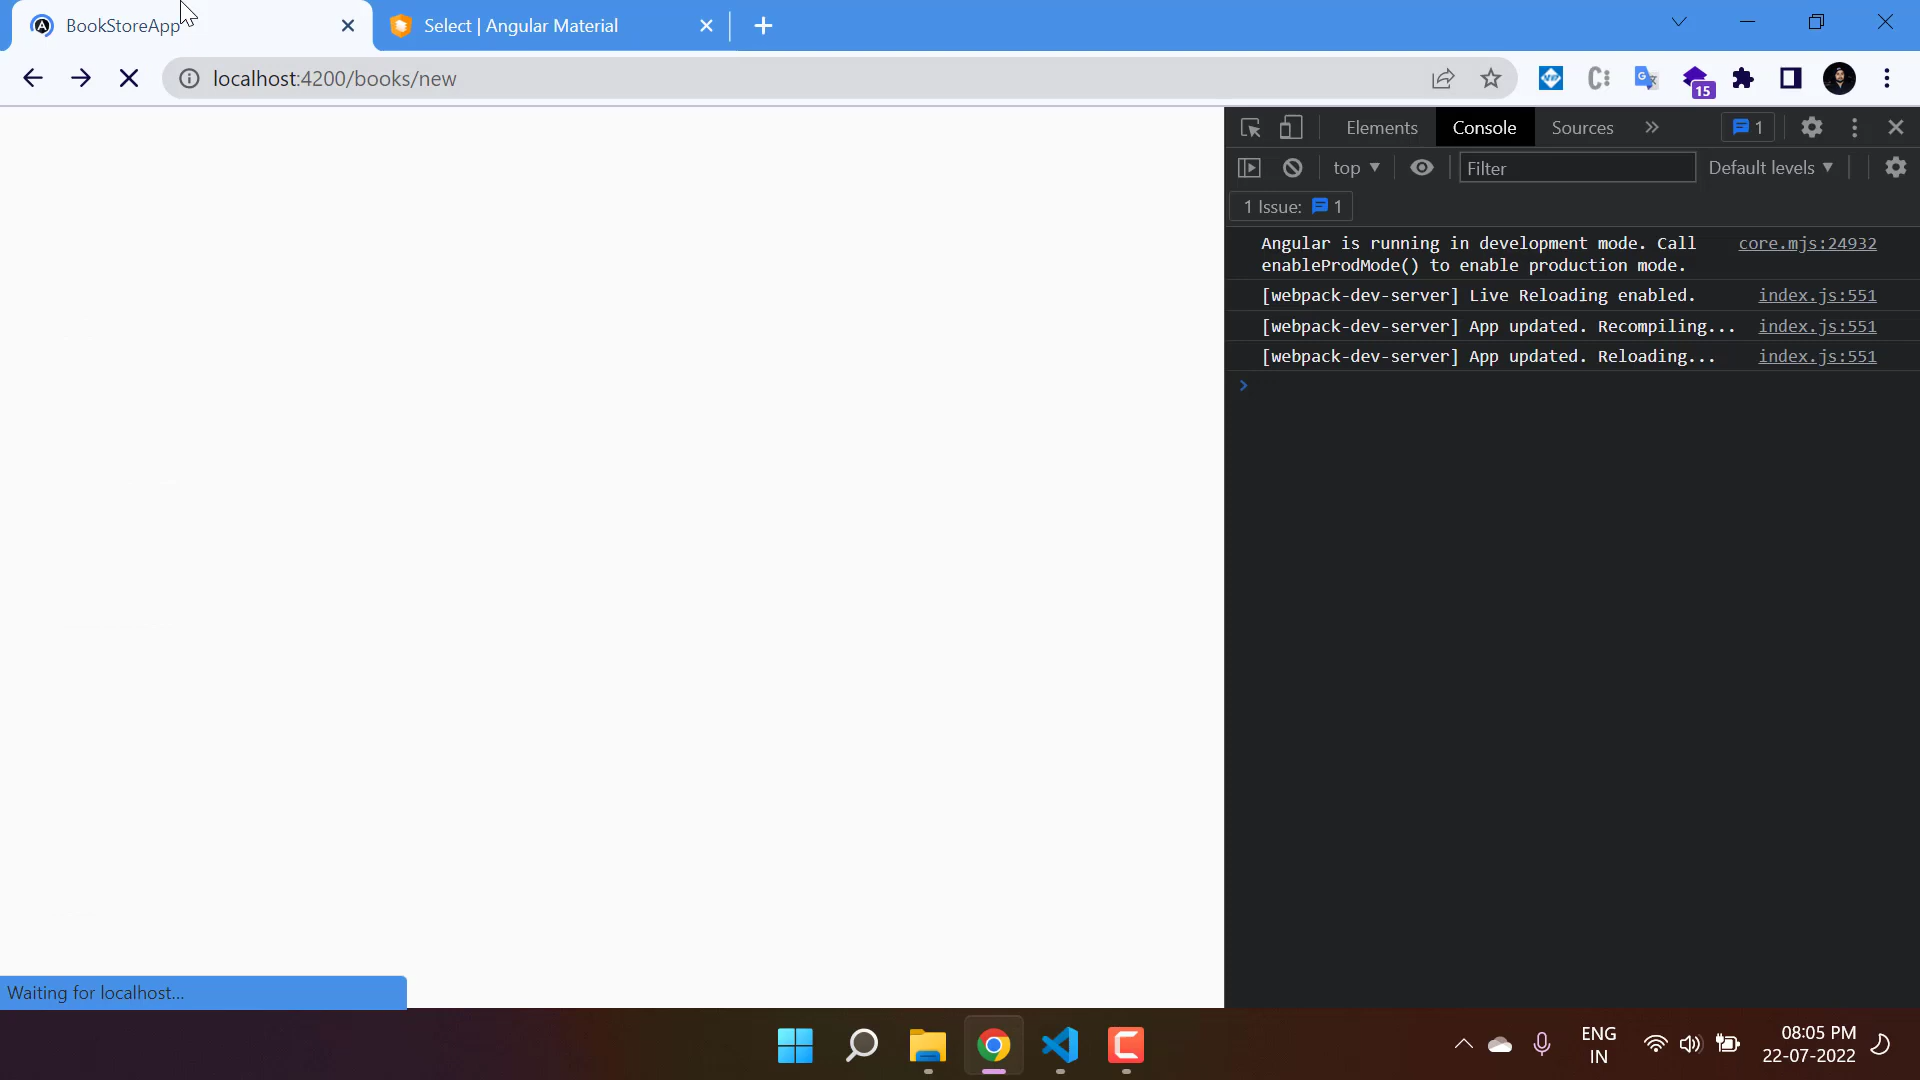 BookStoreApp
Select | Angular Material
localhost:4200/books/new
15
Elements
Console
Sources
1
top
Filter
Default levels
1 Issue: 1
Angular is running in development mode. Call core.mjs:24932
enableProdMode() to enable production mode.
[webpack-dev-server] Live Reloading enabled. index.js:551
[webpack-dev-server] App updated. Recompiling... index.js:551
[webpack-dev-server] App updated. Reloading... index.js:551
Waiting for localhost...
ENG
IN
08:05 PM
22-07-2022